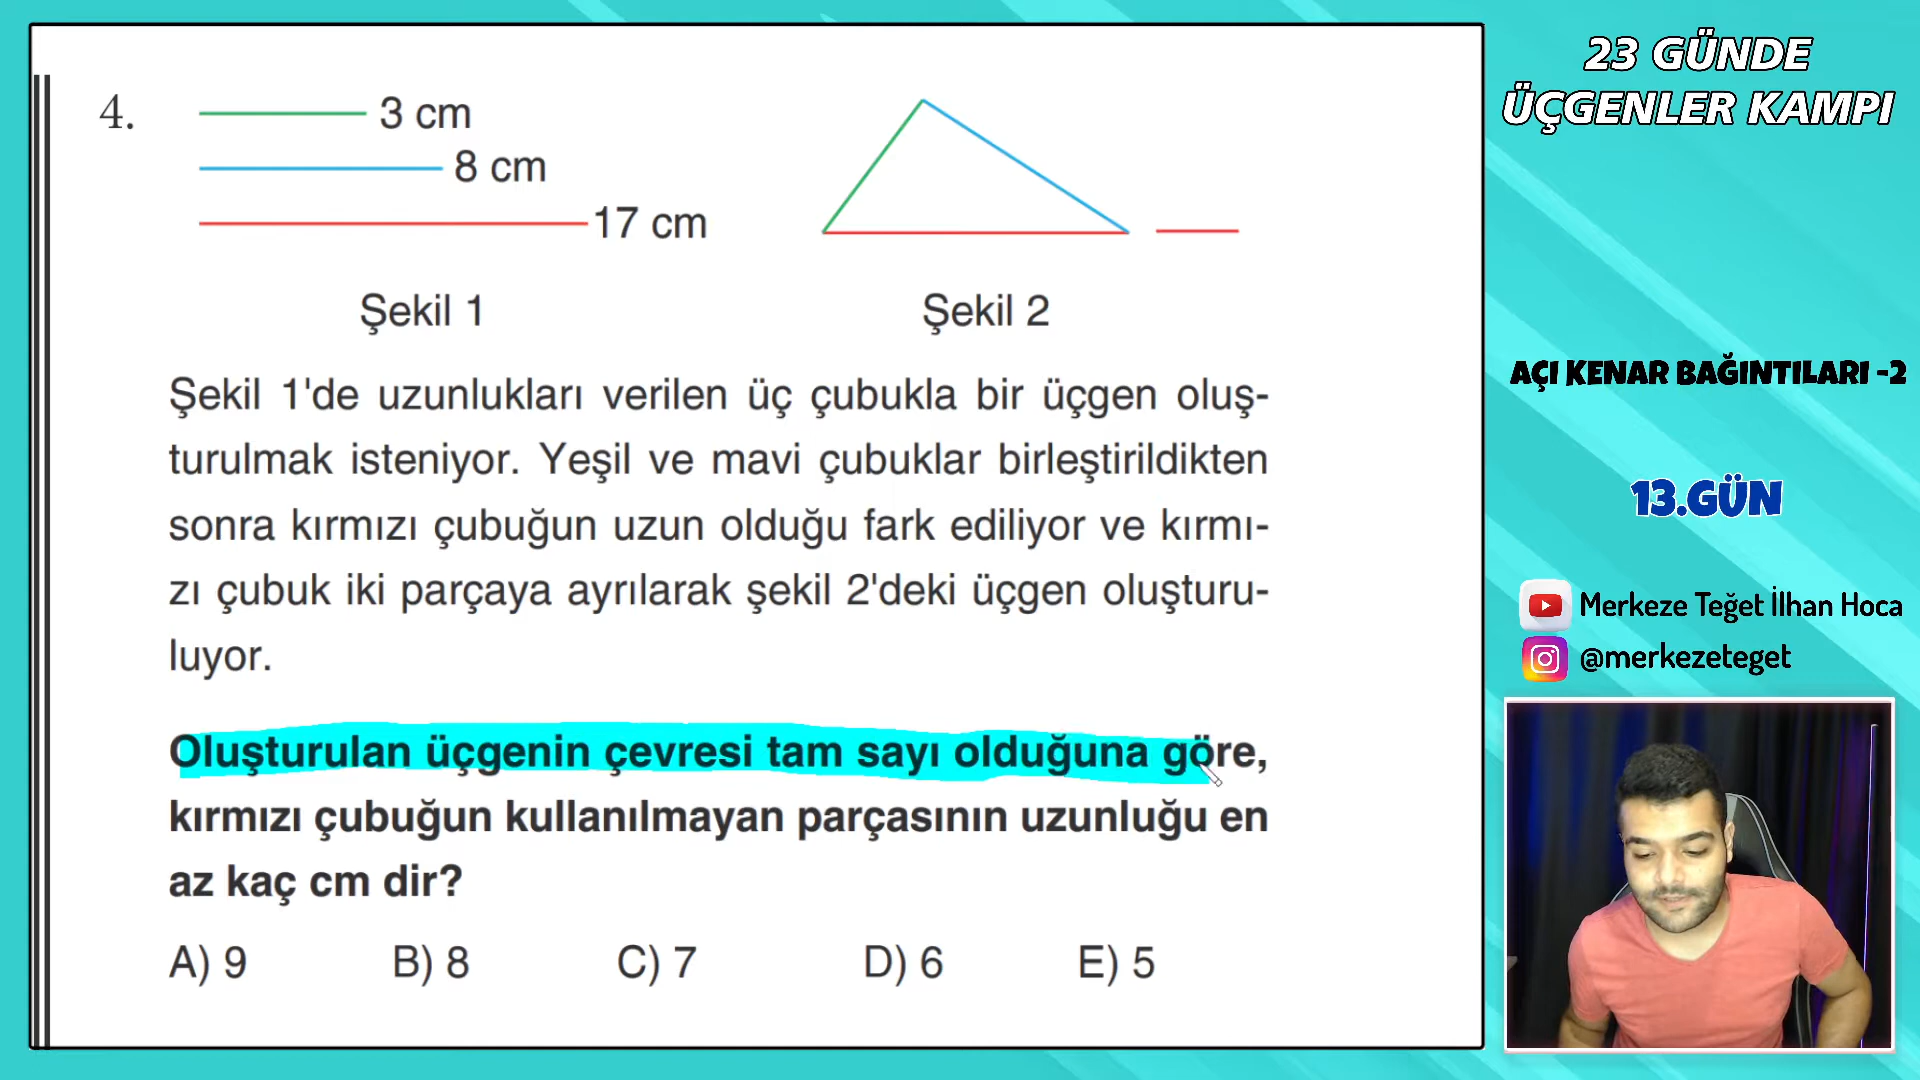 4.
3 cm
8 cm
17 cm
Şekil 1
Şekil 2
Şekil 1'de uzunlukları verilen üç çubukla bir üçgen oluş-
turulmak isteniyor. Yeşil ve mavi çubuklar birleştirildikten
sonra kırmızı çubuğun uzun olduğu fark ediliyor ve kırmı-
zı çubuk iki parçaya ayrılarak şekil 2'deki üçgen oluşturu-
luyor.
Oluşturulan üçgenin çevresi tam sayı olduğuna göre,
kırmızı çubuğun kullanılmayan parçasının uzunluğu en
az kaç cm dir?
A) 9 B) 8 C) 7 D) 6 E) 5
23 GÜNDE
ÜÇGENLER KAMPI
AÇI KENAR BAĞINTILARI -2
13.GÜN
Merkeze Teğet İlhan Hoca
@merkezeteget